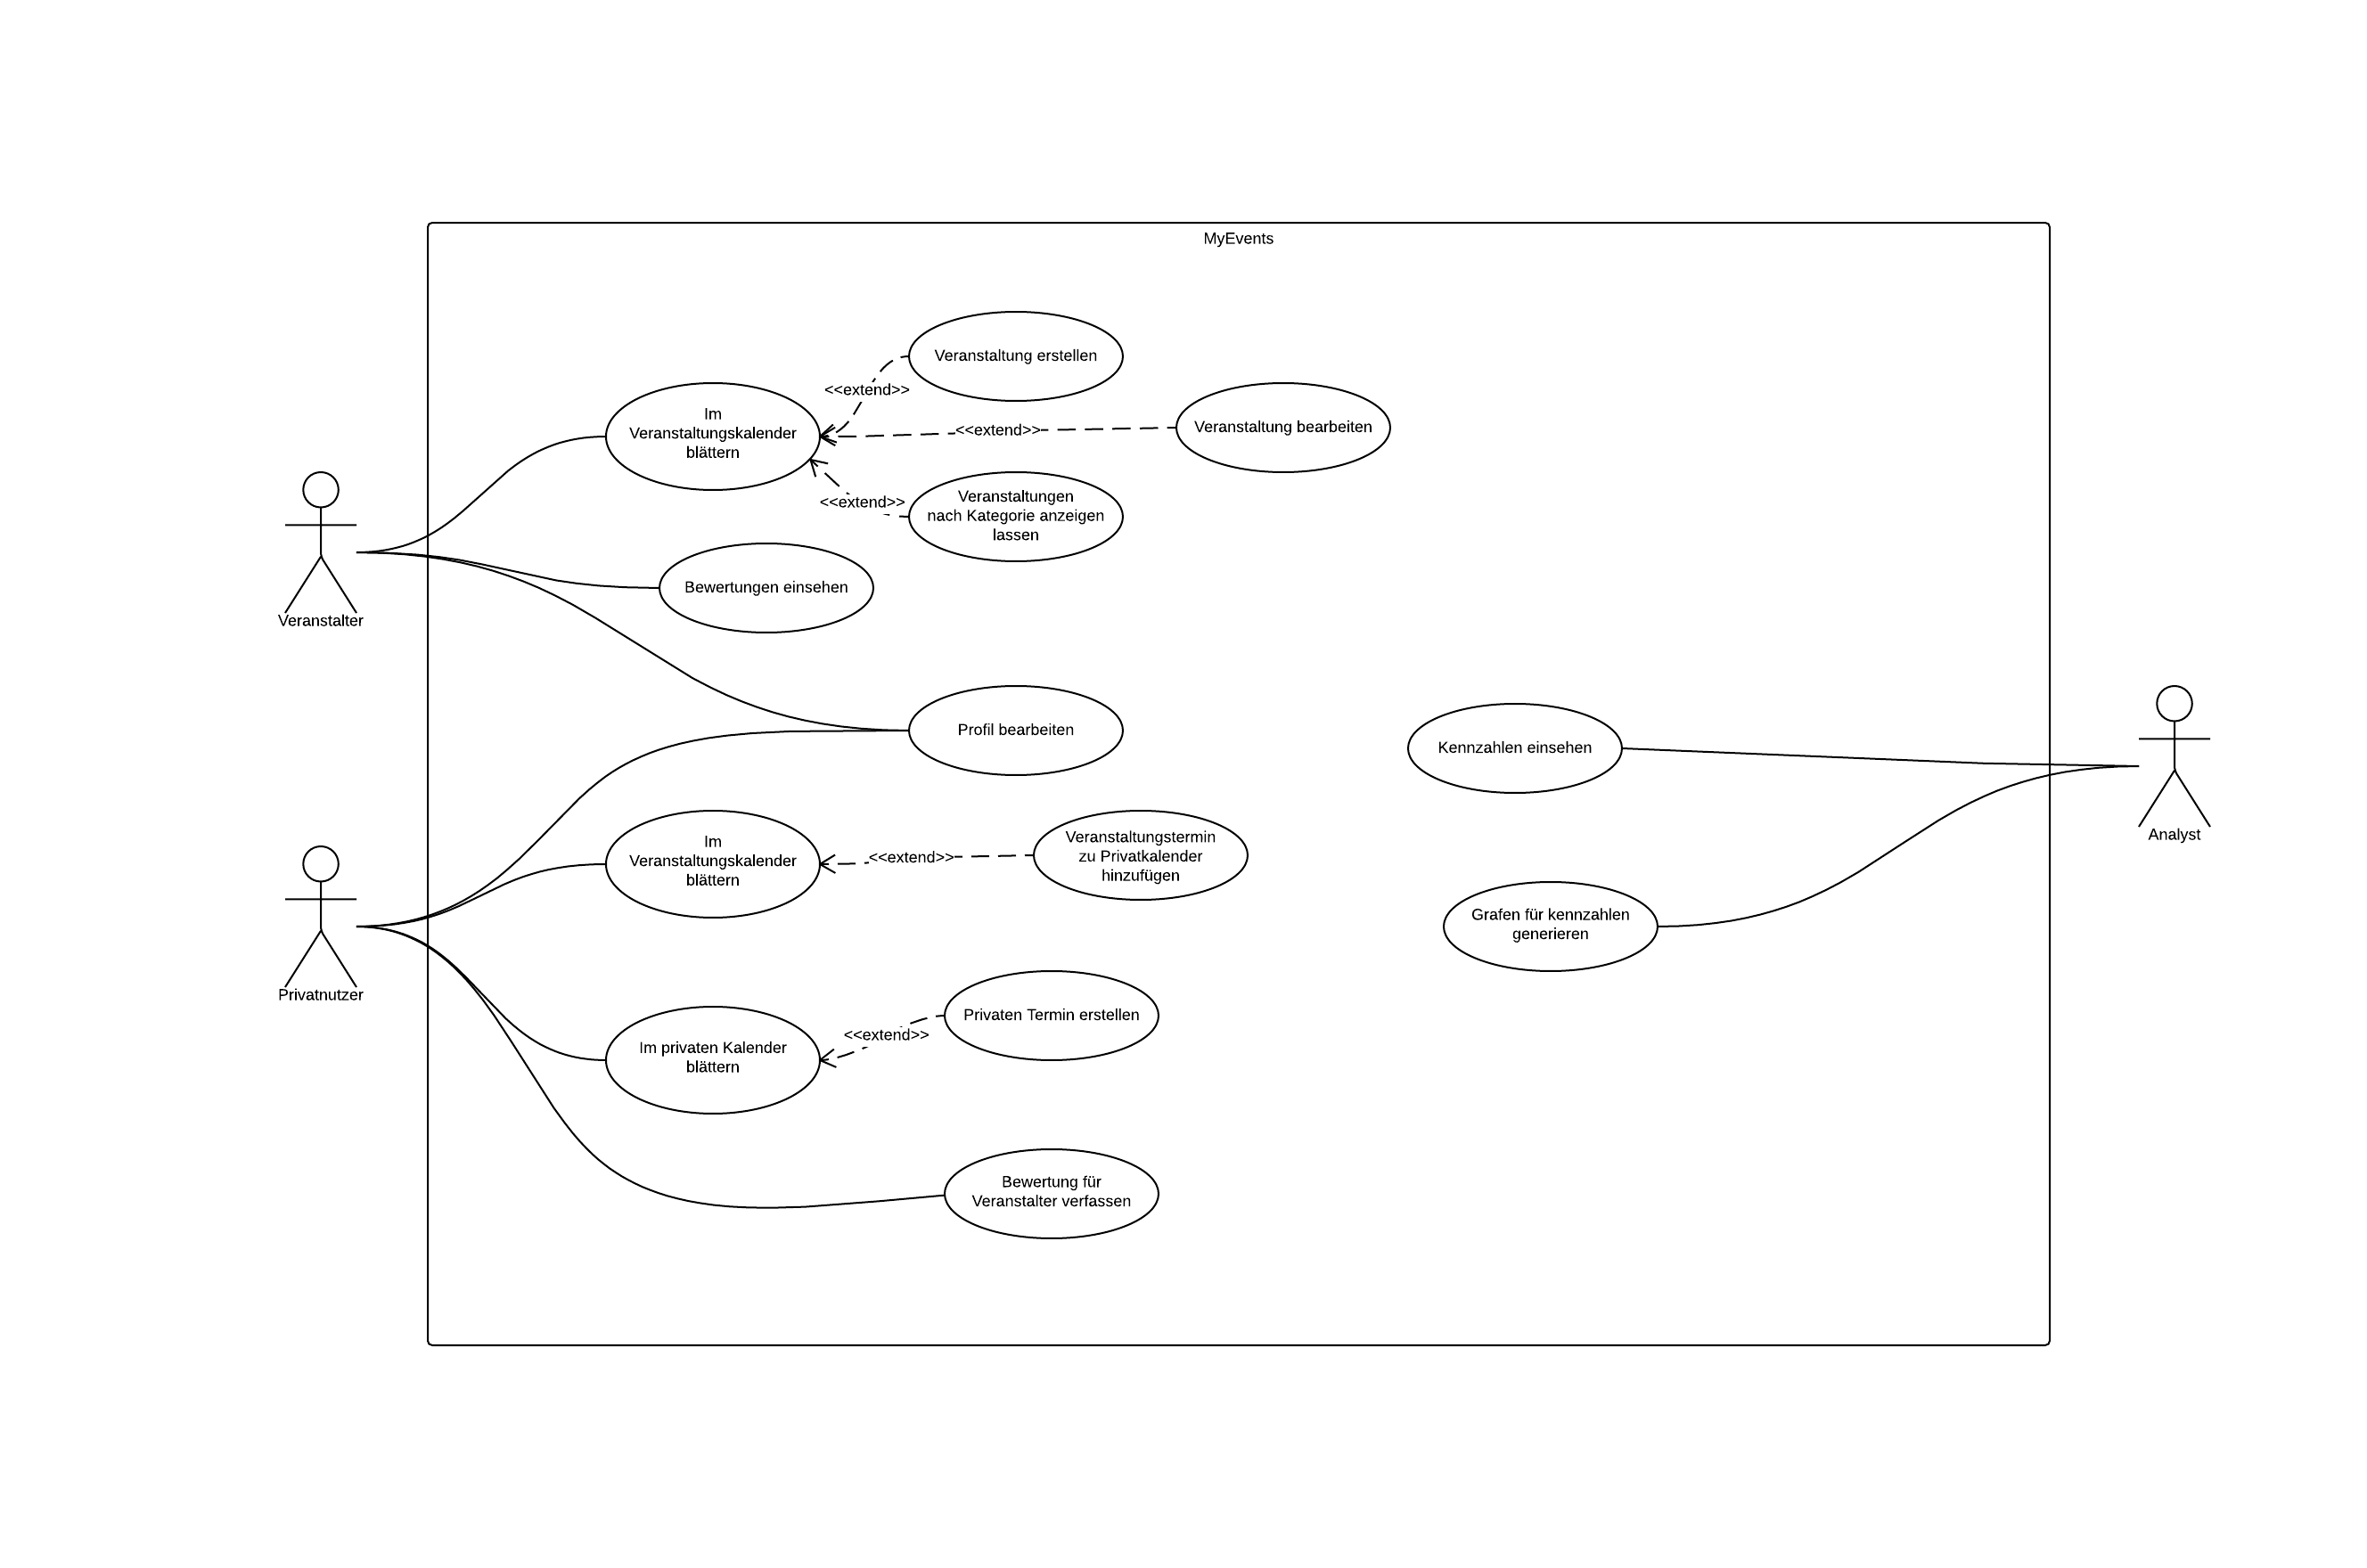 MyEvents
Veranstaltung erstellen
<<extend>>
Im
Veranstaltungskalender
blättern
<<extend>>
Veranstaltung bearbeiten
<<extend>>
Veranstaltungen
nach Kategorie anzeigen
lassen
Bewertungen einsehen
Veranstalter
Profil bearbeiten
Kennzahlen einsehen
Analyst
Im
Veranstaltungskalender
blättern
<<extend>>
Veranstaltungstermin
zu Privatkalender
hinzufügen
Grafen für kennzahlen
generieren
Privatnutzer
Privaten Termin erstellen
<<extend>>
Im privaten Kalender
blättern
Bewertung für
Veranstalter verfassen